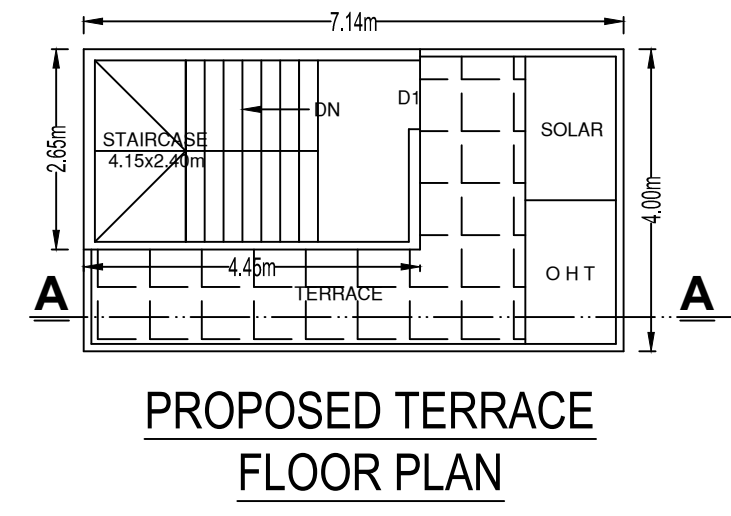 7.14m
D1
DN
SOLAR
STAIRCASE
4.15x2.40m
2.65m
4.00m
4.45m
OHT
TERRACE
A
A
PROPOSED TERRACE
FLOOR PLAN